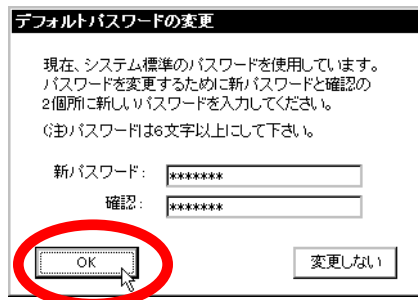 デフォルトパスワードの変更
現在、システム標準のパスワードを使用しています。
パスワードを変更するために新パスワードと確認の
2個所に新しいパスワードを入力してください。
(注)パスワードは6文字以上にして下さい。
新パスワード: *******
確認: *******
OK 変更しない